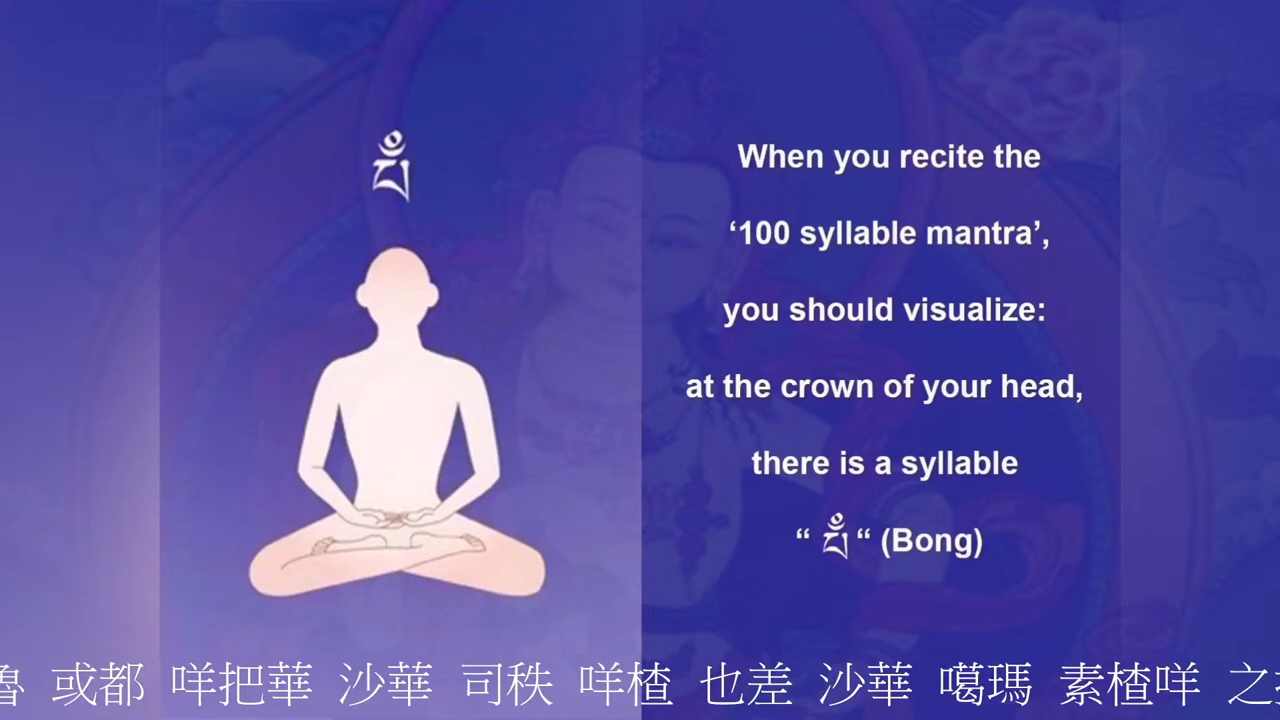 པྃ
When you recite the
‘100 syllable mantra’,
you should visualize:
at the crown of your head,
there is a syllable
“ པྃ “ (Bong)
或都 咩把華 沙華 司秩 咩楂 也差 沙華 噶瑪 素楂咩 之